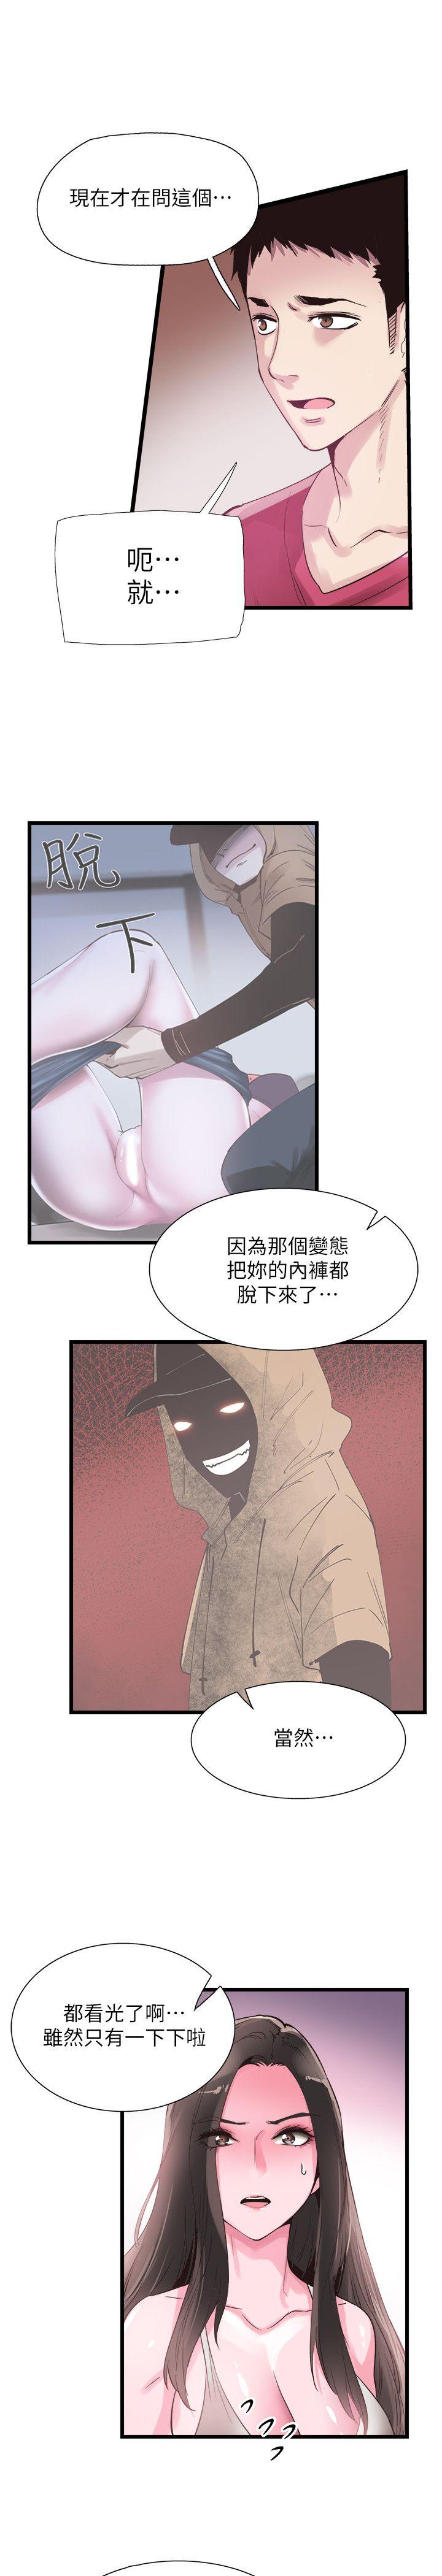 現在才在問這個⋯
呃⋯
就⋯
脫
下
因為那個變態
把妳的內褲都
脫下來了⋯
當然⋯
都看光了啊⋯
雖然只有一下下啦